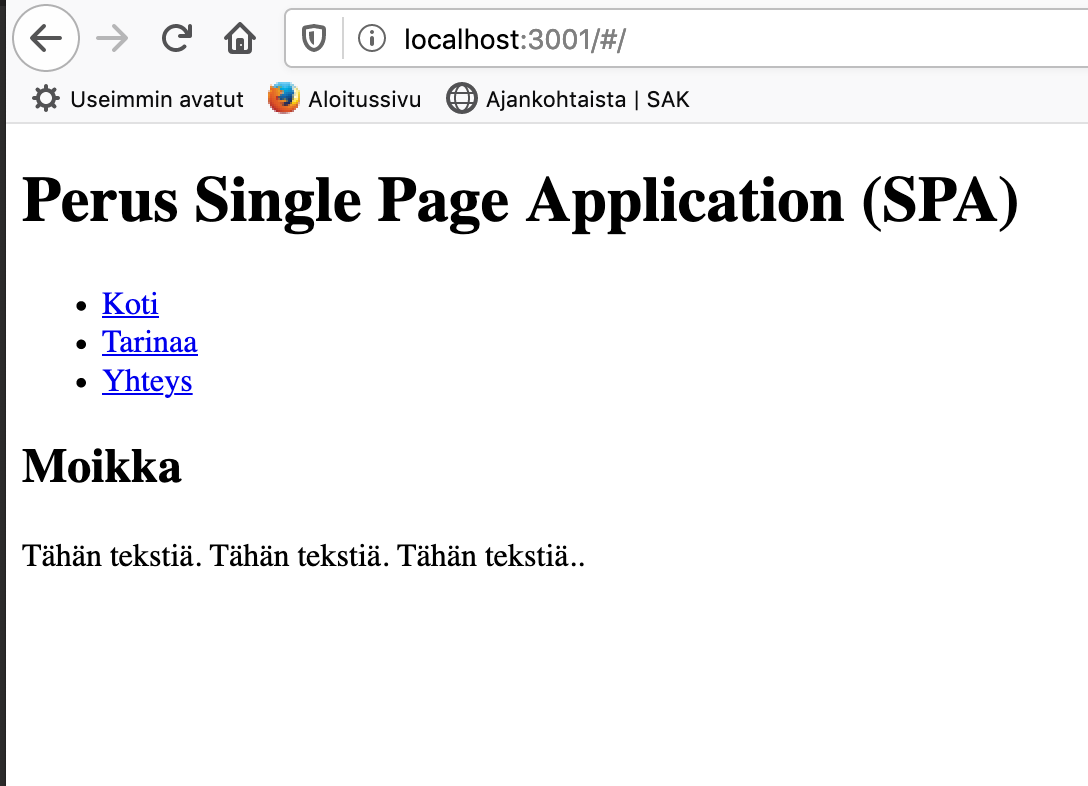 localhost:3001/#/
Useimmin avatut Aloitussivu Ajankohtaista | SAK
Perus Single Page Application (SPA)
Koti
Tarinaa
Yhteys
Moikka
Tähän tekstiä. Tähän tekstiä. Tähän tekstiä..